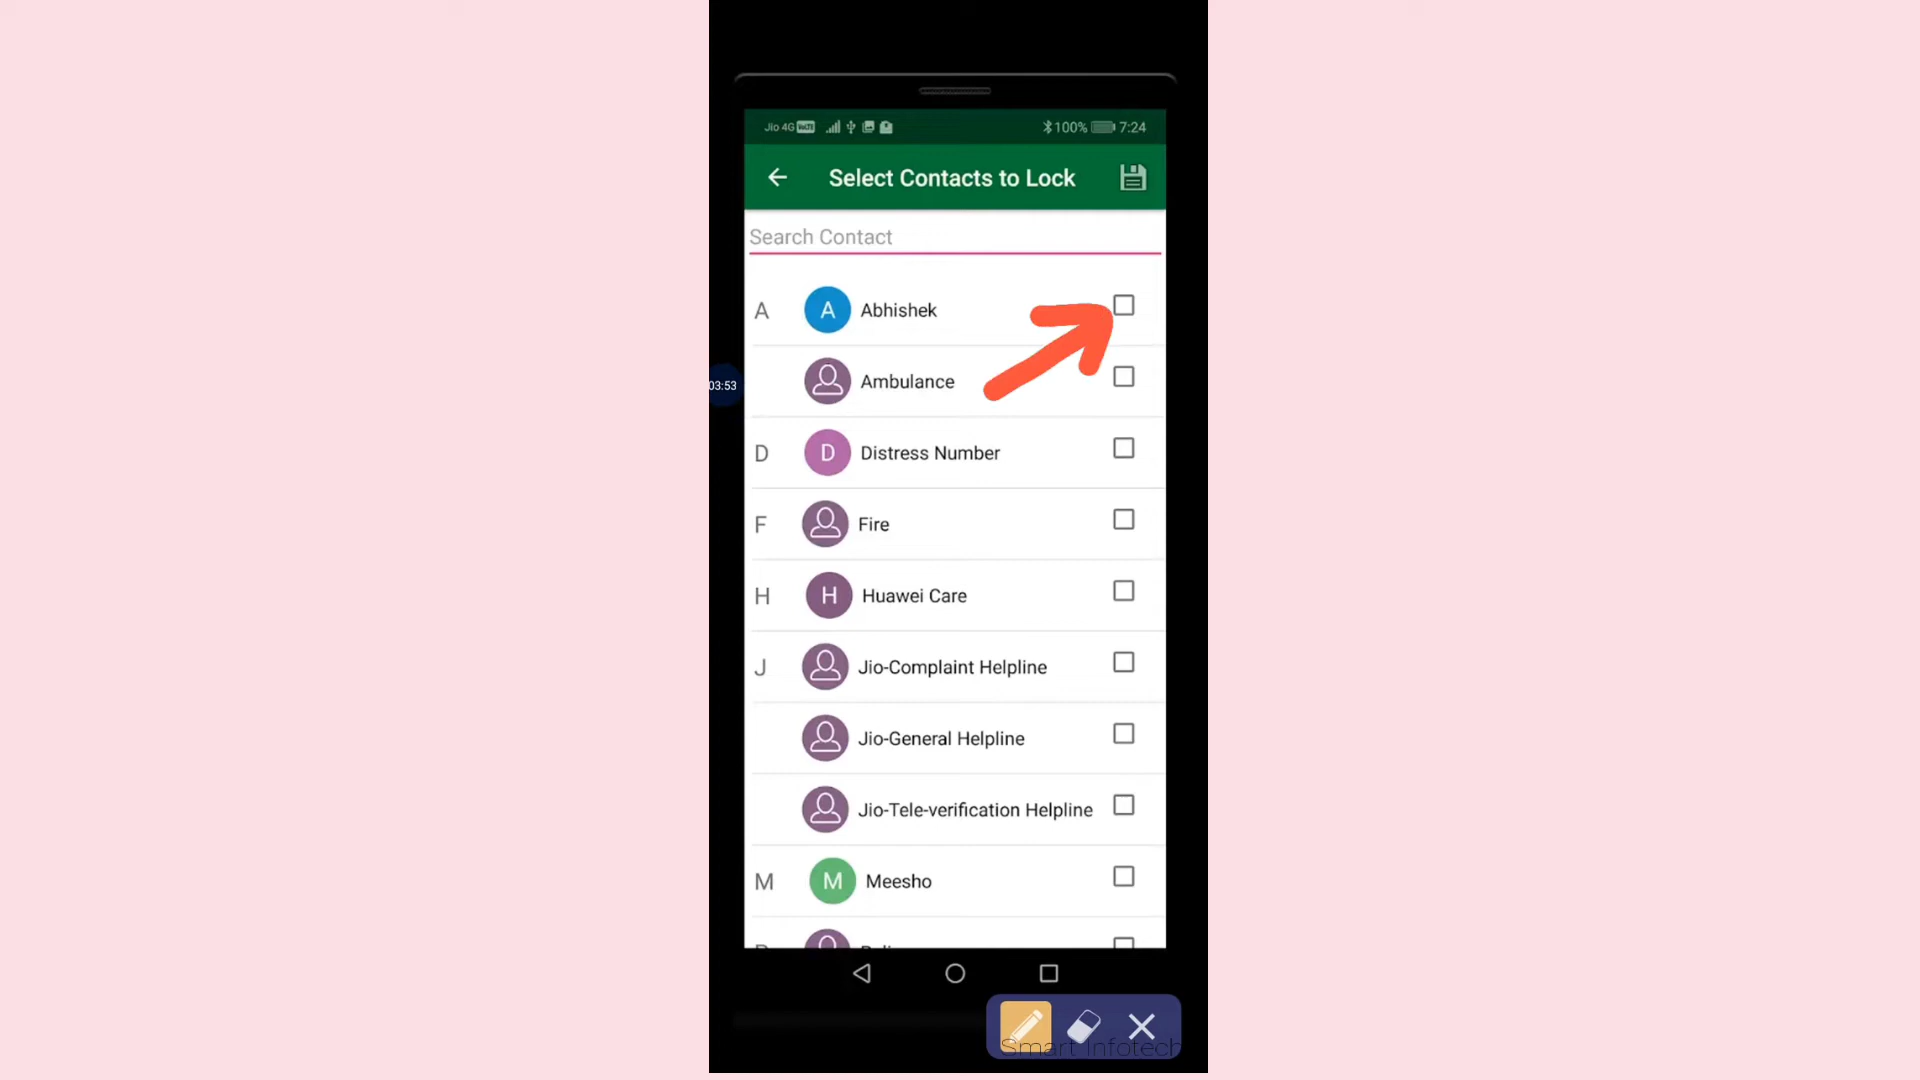 Jio 4G VoLTE 100% 7:24
Select Contacts to Lock
Search Contact
A A Abhishek
03:53
Ambulance
D D Distress Number
F Fire
H H Huawei Care
J Jio-Complaint Helpline
Jio-General Helpline
Jio-Tele-verification Helpline
M M Meesho
Smart Infotech